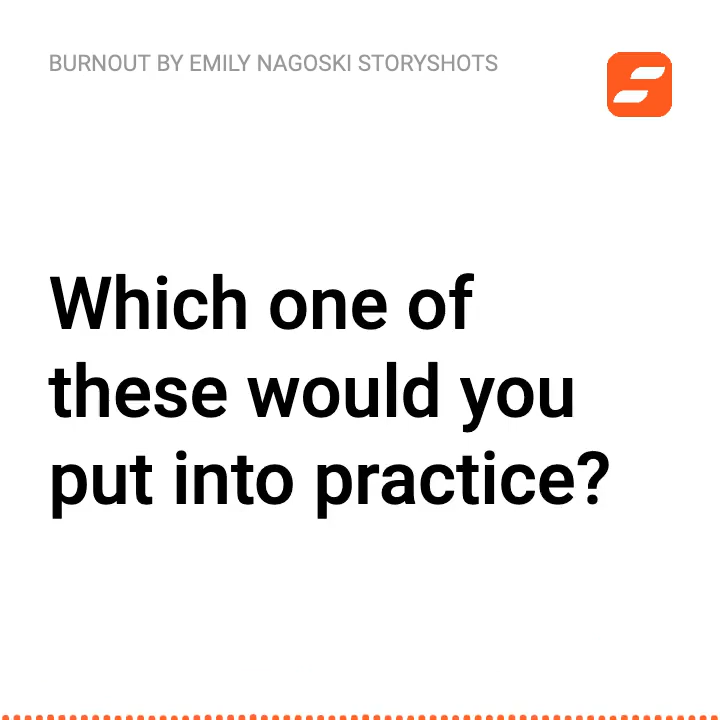 BURNOUT BY EMILY NAGOSKI STORYSHOTS
Which one of
these would you
put into practice?